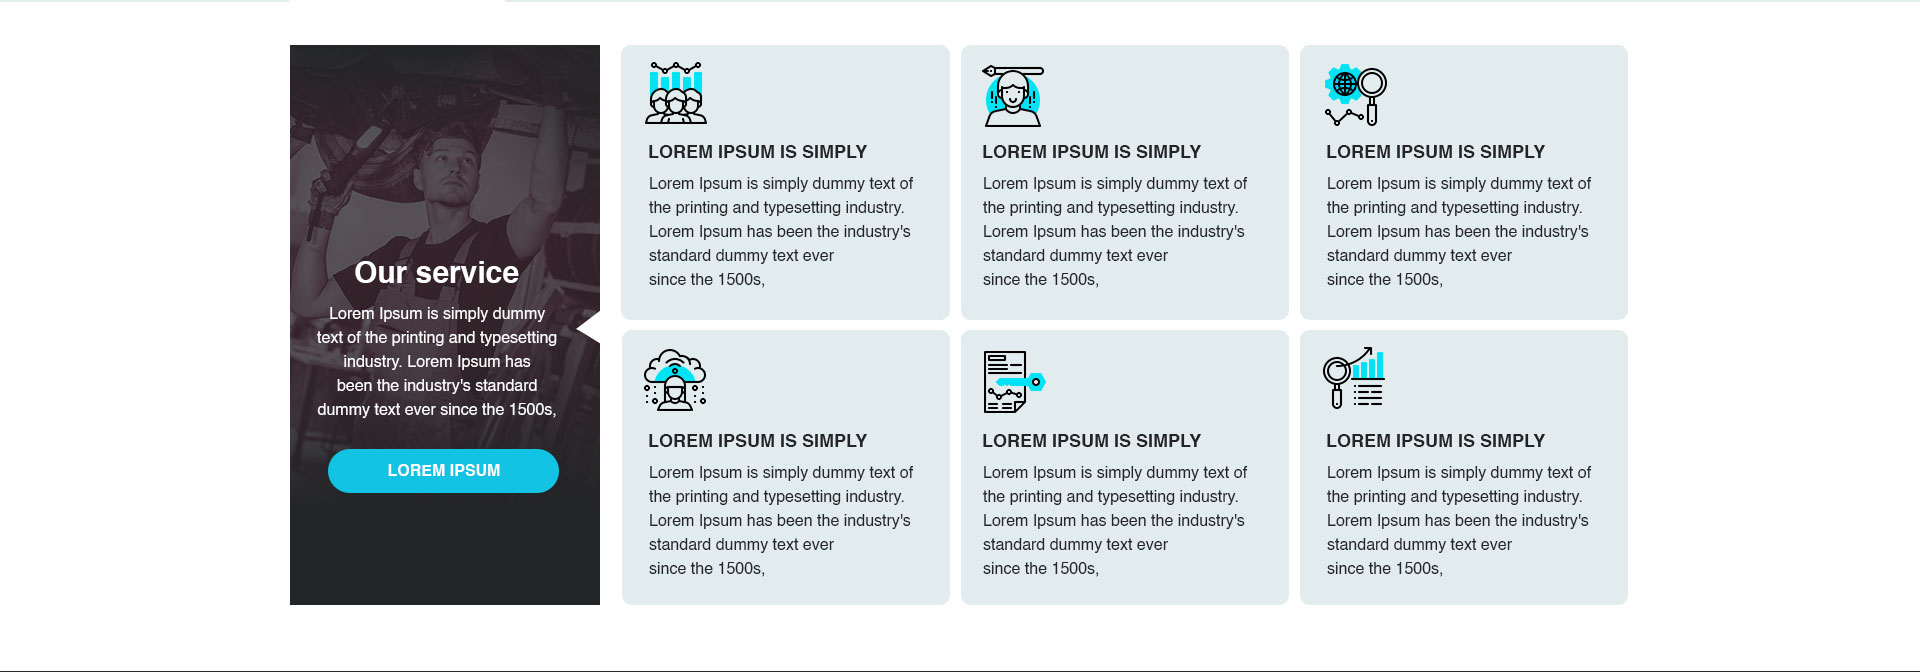 Our service
Lorem Ipsum is simply dummy
text of the printing and typesetting
industry. Lorem Ipsum has
been the industry's standard
dummy text ever since the 1500s,
LOREM IPSUM
LOREM IPSUM IS SIMPLY
Lorem Ipsum is simply dummy text of
the printing and typesetting industry.
Lorem Ipsum has been the industry's
standard dummy text ever
since the 1500s,
LOREM IPSUM IS SIMPLY
Lorem Ipsum is simply dummy text of
the printing and typesetting industry.
Lorem Ipsum has been the industry's
standard dummy text ever
since the 1500s,
LOREM IPSUM IS SIMPLY
Lorem Ipsum is simply dummy text of
the printing and typesetting industry.
Lorem Ipsum has been the industry's
standard dummy text ever
since the 1500s,
LOREM IPSUM IS SIMPLY
Lorem Ipsum is simply dummy text of
the printing and typesetting industry.
Lorem Ipsum has been the industry's
standard dummy text ever
since the 1500s,
LOREM IPSUM IS SIMPLY
Lorem Ipsum is simply dummy text of
the printing and typesetting industry.
Lorem Ipsum has been the industry's
standard dummy text ever
since the 1500s,
LOREM IPSUM IS SIMPLY
Lorem Ipsum is simply dummy text of
the printing and typesetting industry.
Lorem Ipsum has been the industry's
standard dummy text ever
since the 1500s,